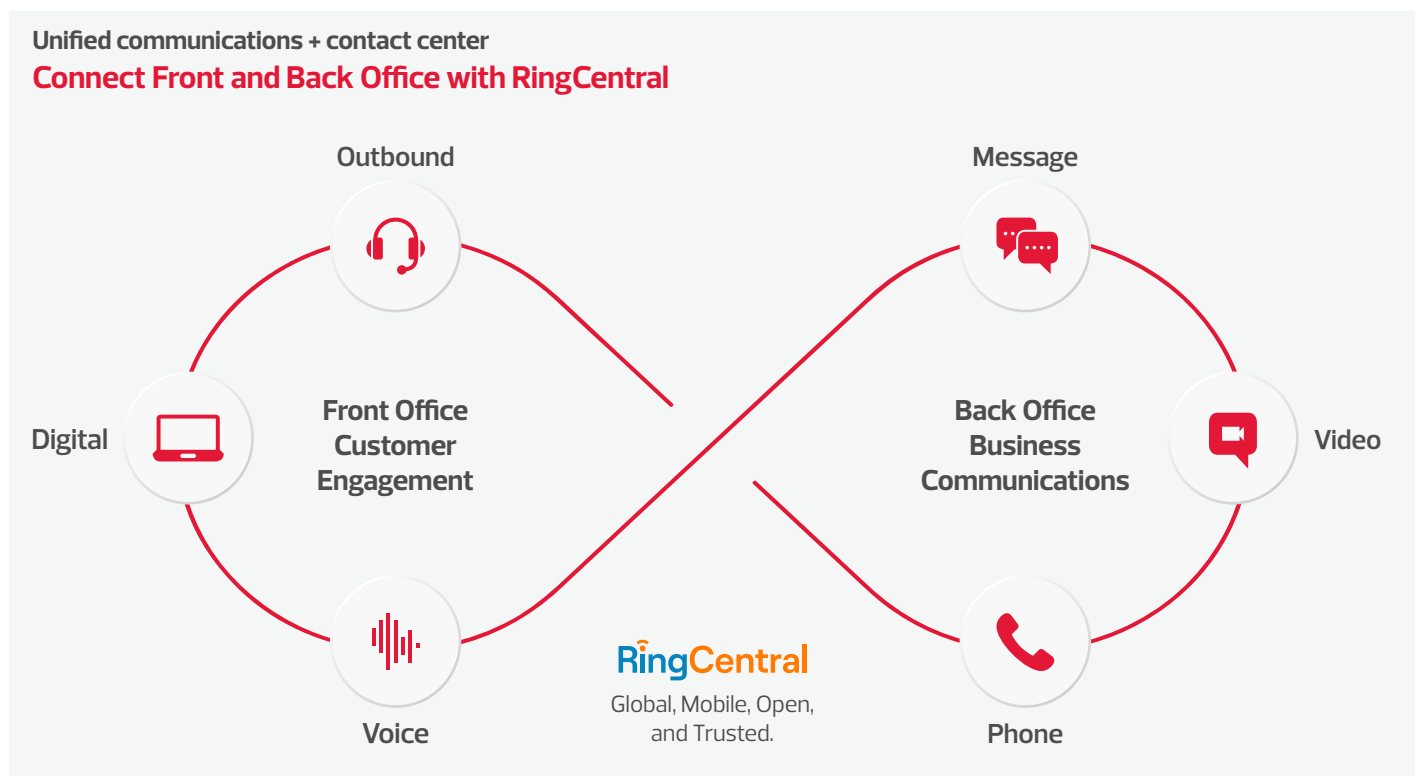 Unified communications + contact center
Connect Front and Back Office with RingCentral
Outbound
Message
Digital
Front Office
Customer
Engagement
Back Office
Business
Communications
Video
Voice
RingCentral
Global, Mobile, Open,
and Trusted.
Phone